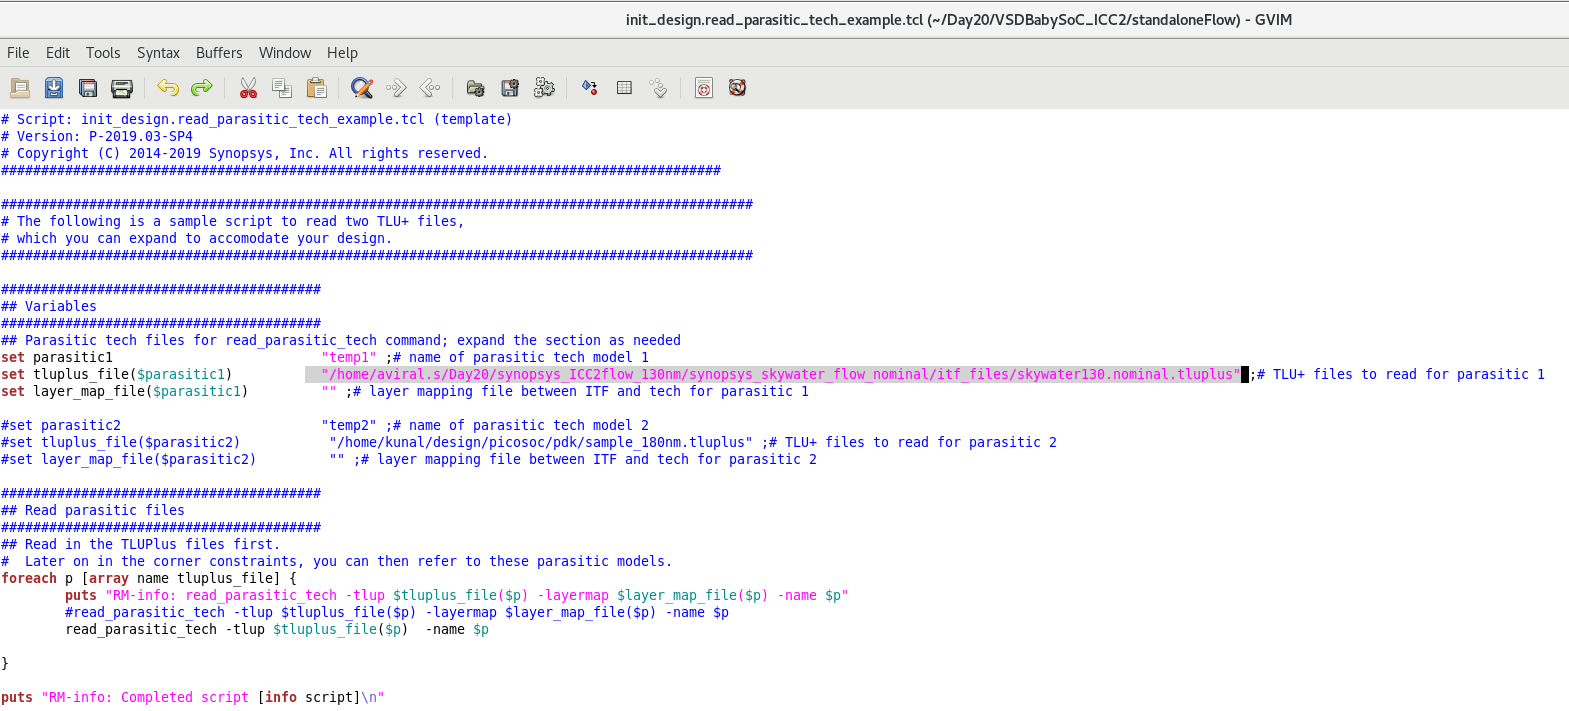 init_design.read_parasitic_tech_example.tcl (~/Day20/VSDBabySoC_ICC2/standaloneFlow) - GVIM
File Edit Tools Syntax Buffers Window Help
# Script: init_design.read_parasitic_tech_example.tcl (template)
# Version: P-2019.03-SP4
# Copyright (C) 2014-2019 Synopsys, Inc. All rights reserved.
##########################################################################################
##############################################################################################
# The following is a sample script to read two TLU+ files,
# which you can expand to accomodate your design.
##############################################################################################
########################################
## Variables
########################################
## Parasitic tech files for read_parasitic_tech command; expand the section as needed
set parasitic1 "temp1" ;# name of parasitic tech model 1
set tluplus_file($parasitic1) "/home/aviral.s/Day20/synopsys_ICC2flow_130nm/synopsys_skywater_flow_nominal/itf_files/skywater130.nominal.tluplus" ;# TLU+ files to read for parasitic 1
set layer_map_file($parasitic1) "" ;# layer mapping file between ITF and tech for parasitic 1
#set parasitic2 "temp2" ;# name of parasitic tech model 2
#set tluplus_file($parasitic2) "/home/kunal/design/picosoc/pdk/sample_180nm.tluplus" ;# TLU+ files to read for parasitic 2
#set layer_map_file($parasitic2) "" ;# layer mapping file between ITF and tech for parasitic 2
########################################
## Read parasitic files
########################################
## Read in the TLUPlus files first.
#  Later on in the corner constraints, you can then refer to these parasitic models.
foreach p [array name tluplus_file] {
puts "RM-info: read_parasitic_tech -tlup $tluplus_file($p) -layermap $layer_map_file($p) -name $p"
#read_parasitic_tech -tlup $tluplus_file($p) -layermap $layer_map_file($p) -name $p
read_parasitic_tech -tlup $tluplus_file($p)  -name $p
}
puts "RM-info: Completed script [info script]\n"